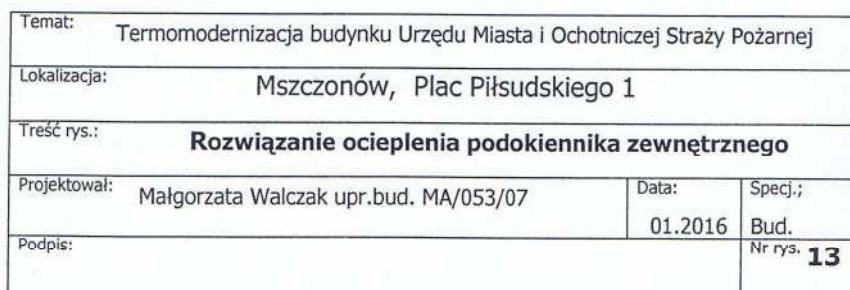 Temat: Termomodernizacja budynku Urzędu Miasta i Ochotniczej Straży Pożarnej
Lokalizacja: Mszczonów, Plac Piłsudskiego 1
Treść rys.: Rozwiązanie ocieplenia podokiennika zewnętrznego
Projektował: Małgorzata Walczak upr.bud. MA/053/07 Data: Specj.;
01.2016 Bud.
Podpis: Nr rys. 13